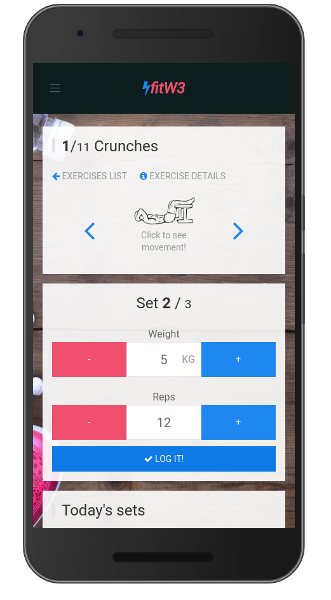 fitW3
1/11 Crunches
EXERCISES LIST EXERCISE DETAILS
Click to see
movement!
Set 2 / 3
Weight
- 5 KG +
Reps
- 12 +
LOG IT!
Today's sets